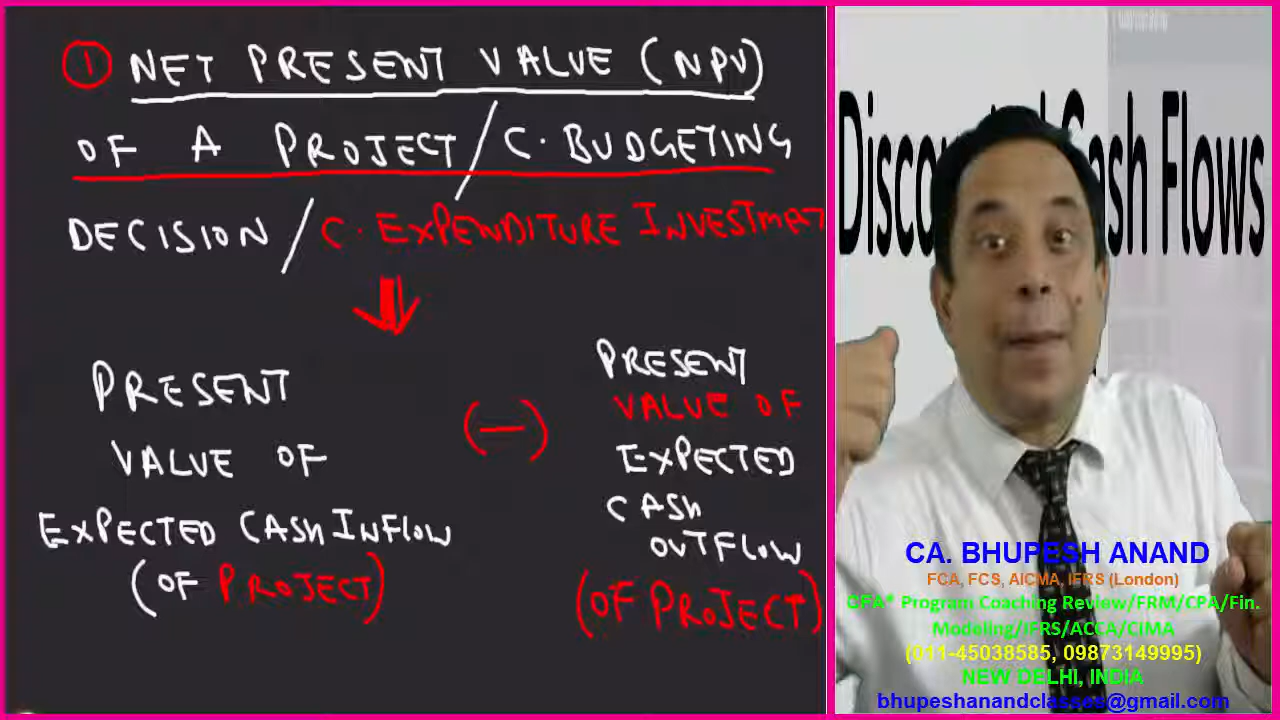 ① NET PRESENT VALUE (NPV)
OF A PROJECT / C. BUDGETING
DECISION / C. EXPENDITURE INVESTMENT
PRESENT
VALUE OF
EXPECTED CASH INFLOW
(OF PROJECT)
(—)
PRESENT
VALUE OF
EXPECTED
CASH
OUTFLOW
(OF PROJECT)
Cash Flows
CA. BHUPESH ANAND
FCA, FCS, AICMA, IFRS (London)
CFA* Program Coaching Review/FRM/CPA/Fin.
Modeling/IFRS/ACCA/CIMA
(011-45038585, 09873149995)
NEW DELHI, INDIA
bhupeshanandclasses@gmail.com